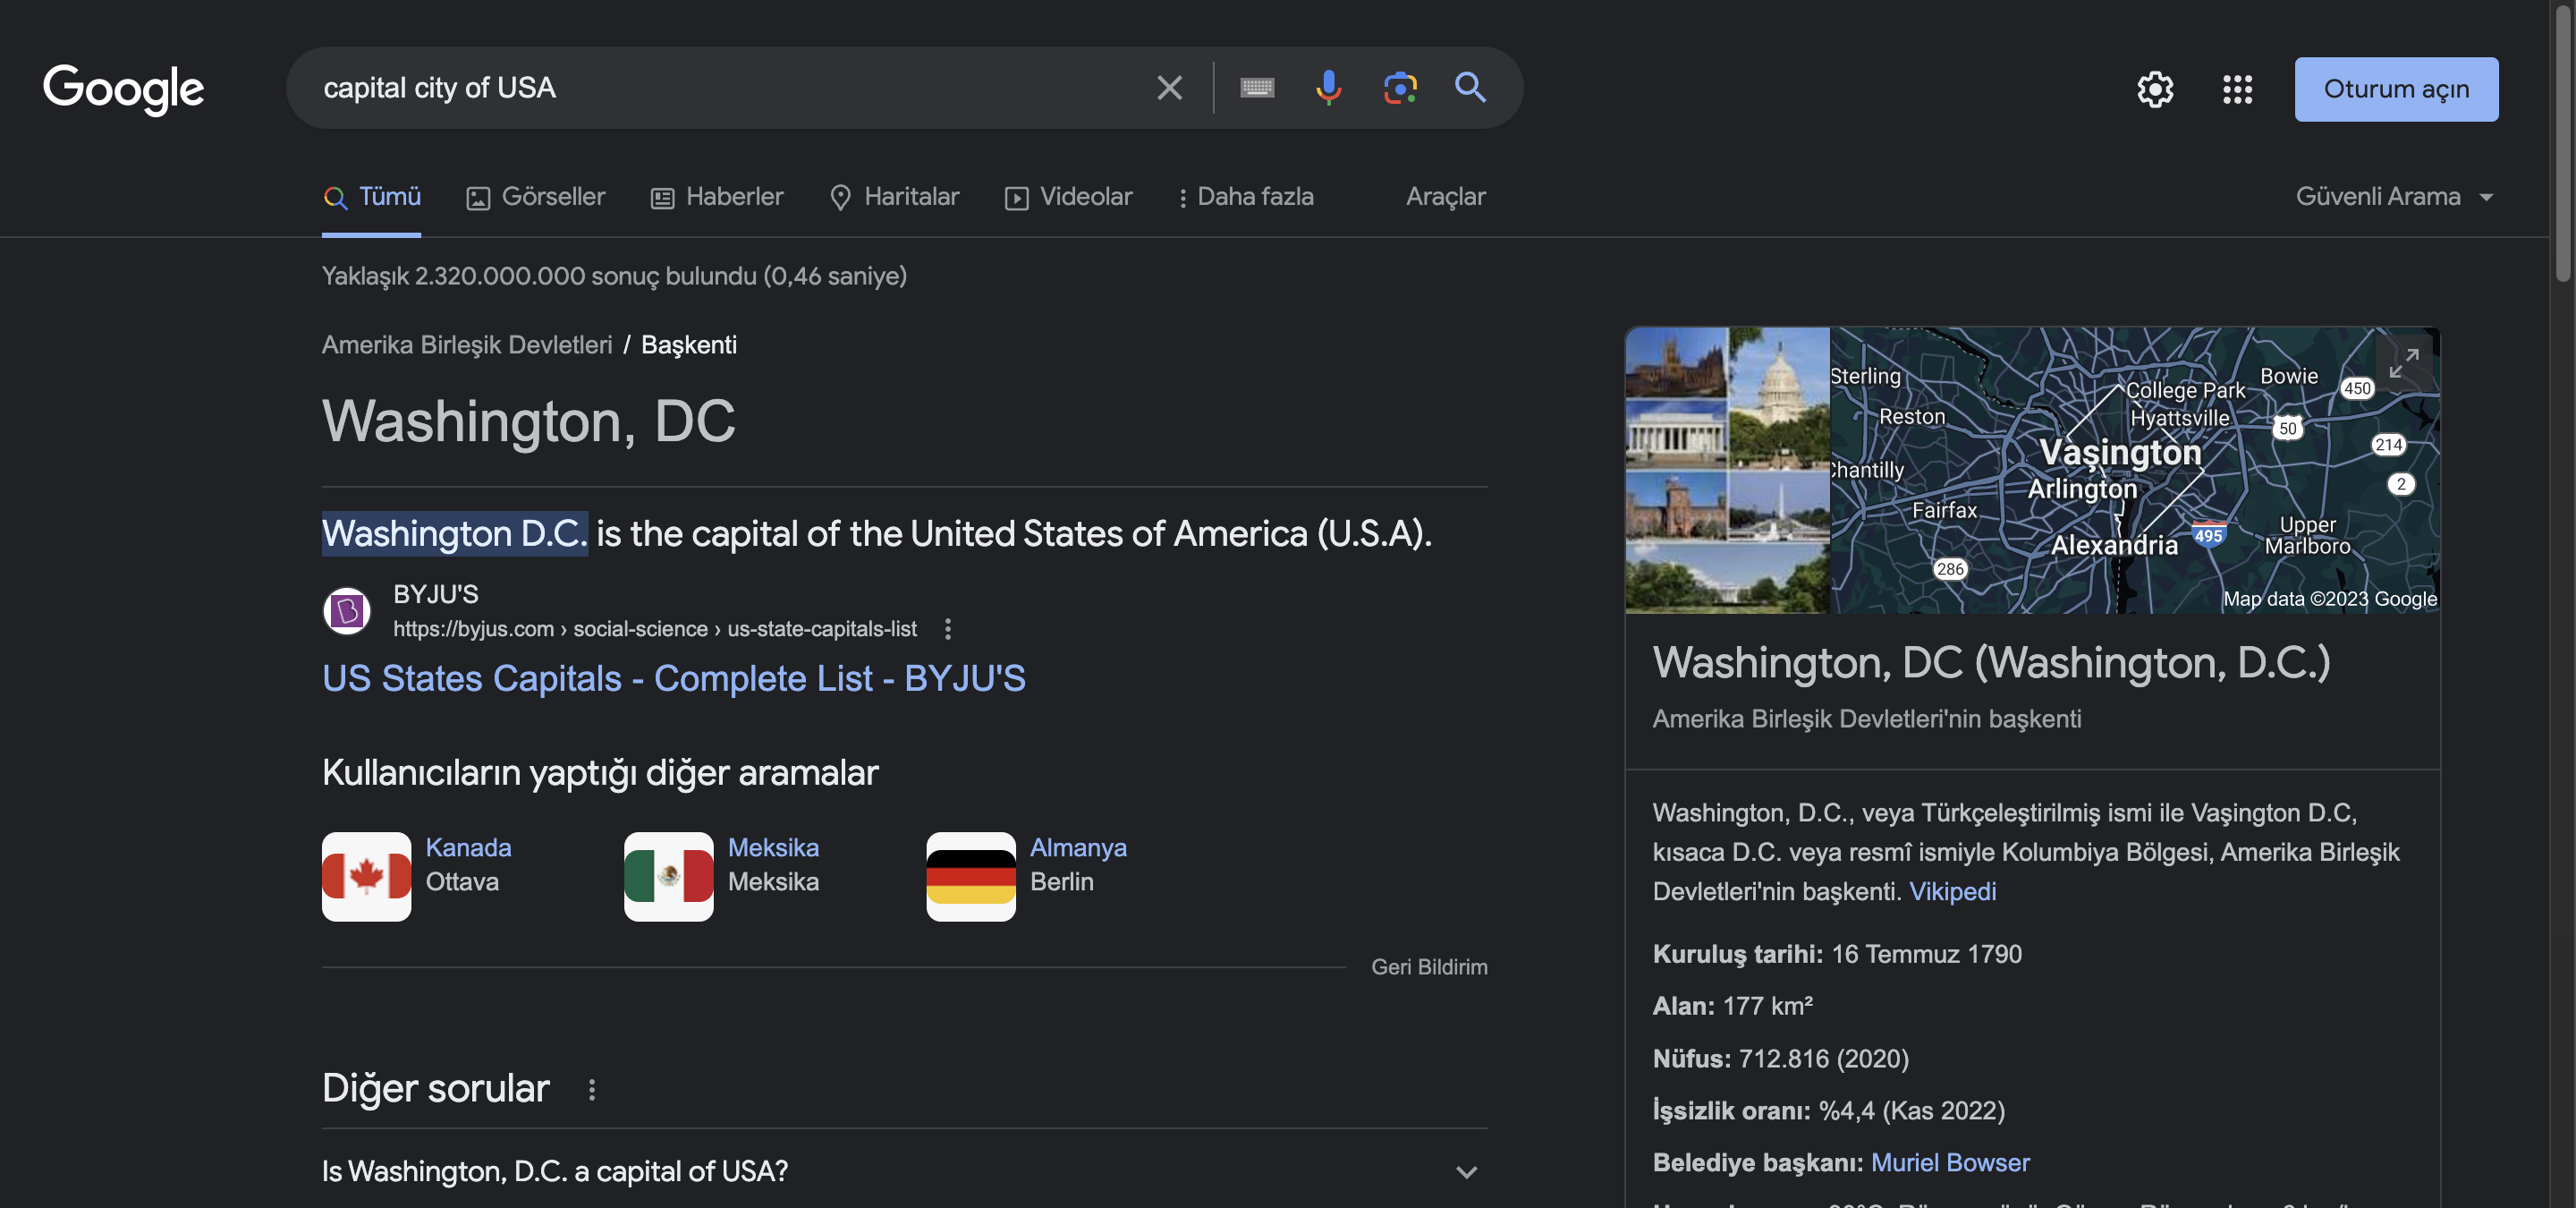 Google
capital city of USA
Oturum açın
Tümü
Görseller
Haberler
Haritalar
Videolar
Daha fazla
Araçlar
Güvenli Arama
Yaklaşık 2.320.000.000 sonuç bulundu (0,46 saniye)
Amerika Birleşik Devletleri / Başkenti
Washington, DC
Washington D.C. is the capital of the United States of America (U.S.A).
BYJU'S
https://byjus.com › social-science › us-state-capitals-list
US States Capitals - Complete List - BYJU'S
Kullanıcıların yaptığı diğer aramalar
Kanada
Ottava
Meksika
Meksika
Almanya
Berlin
Geri Bildirim
Diğer sorular
Is Washington, D.C. a capital of USA?
Sterling
College Park
Bowie
450
Reston
Hyattsville
50
214
Vaşington
Chantilly
Arlington
2
Fairfax
495
Upper
Marlboro
Alexandria
286
Map data ©2023 Google
Washington, DC (Washington, D.C.)
Amerika Birleşik Devletleri'nin başkenti
Washington, D.C., veya Türkçeleştirilmiş ismi ile Vaşington D.C,
kısaca D.C. veya resmî ismiyle Kolumbiya Bölgesi, Amerika Birleşik
Devletleri'nin başkenti. Vikipedi
Kuruluş tarihi: 16 Temmuz 1790
Alan: 177 km²
Nüfus: 712.816 (2020)
İşsizlik oranı: %4,4 (Kas 2022)
Belediye başkanı: Muriel Bowser